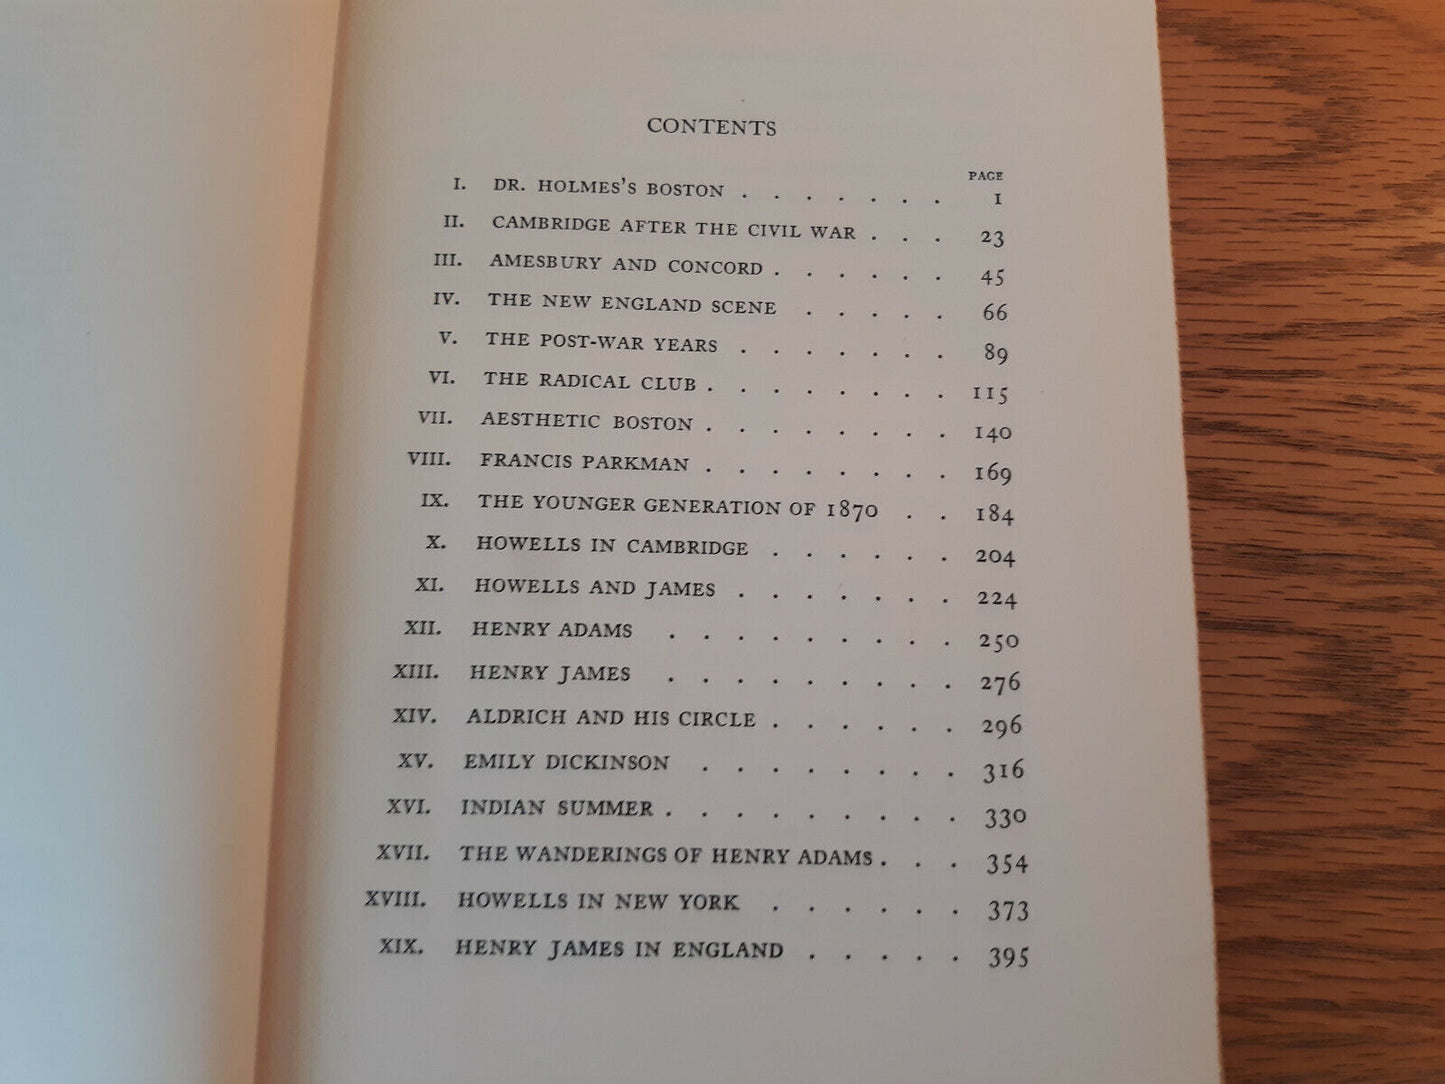 CONTENTS
PAGE
I. DR. HOLMES'S BOSTON . . . . . . . 1
II. CAMBRIDGE AFTER THE CIVIL WAR . . . 23
III. AMESBURY AND CONCORD . . . . . . 45
IV. THE NEW ENGLAND SCENE . . . . . 66
V. THE POST-WAR YEARS . . . . . . . 89
VI. THE RADICAL CLUB . . . . . . . . 115
VII. AESTHETIC BOSTON . . . . . . . . 140
VIII. FRANCIS PARKMAN . . . . . . . . 169
IX. THE YOUNGER GENERATION OF 1870 . . 184
X. HOWELLS IN CAMBRIDGE . . . . . . 204
XI. HOWELLS AND JAMES . . . . . . . 224
XII. HENRY ADAMS . . . . . . . . . 250
XIII. HENRY JAMES . . . . . . . . . 276
XIV. ALDRICH AND HIS CIRCLE . . . . . . 296
XV. EMILY DICKINSON . . . . . . . . 316
XVI. INDIAN SUMMER . . . . . . . . . 330
XVII. THE WANDERINGS OF HENRY ADAMS . . . 354
XVIII. HOWELLS IN NEW YORK . . . . . . 373
XIX. HENRY JAMES IN ENGLAND . . . . . 395